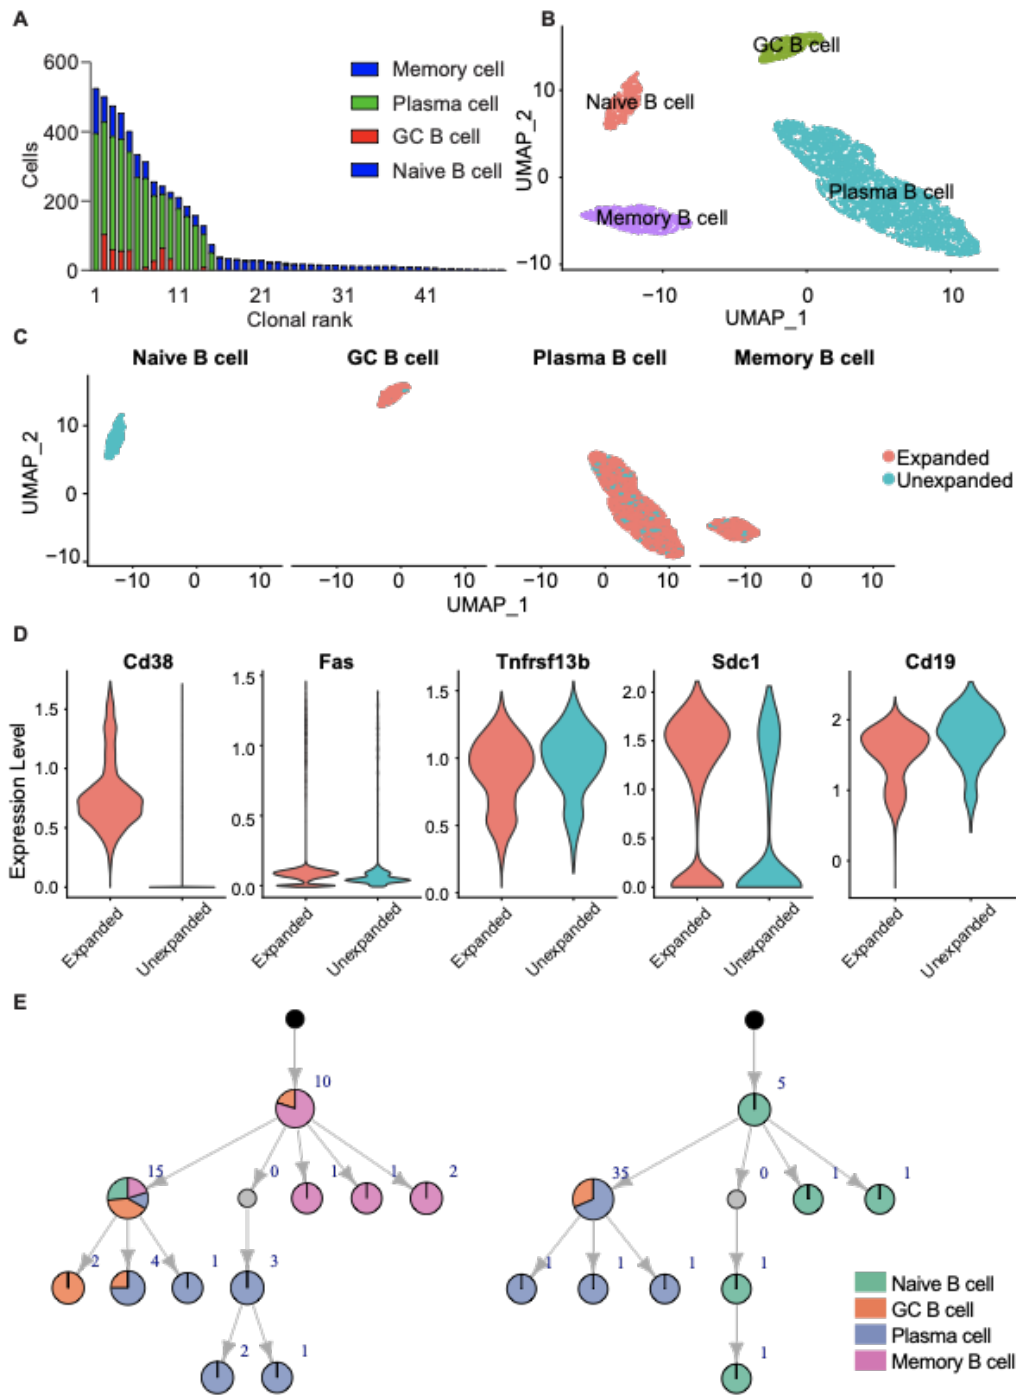 A
600
400
200
0
Cells
1
11
21
31
41
Clonal rank
Memory cell
Plasma cell
GC B cell
Naive B cell
B
10
0
−10
UMAP_2
−10
0
10
UMAP_1
GC B cell
Naive B cell
Plasma B cell
Memory B cell
C
Naive B cell
GC B cell
Plasma B cell
Memory B cell
10
0
−10
UMAP_2
−10
0
10
−10
0
10
−10
0
10
−10
0
10
UMAP_1
Expanded
Unexpanded
D
Cd38
Fas
Tnfrsf13b
Sdc1
Cd19
Expression Level
1.5
1.0
0.5
0.0
1.5
1.0
0.5
0.0
1.5
1.0
0.5
0.0
2.0
1.5
1.0
0.5
0.0
2
1
0
Expanded
Unexpanded
Expanded
Unexpanded
Expanded
Unexpanded
Expanded
Unexpanded
Expanded
Unexpanded
E
10
15
0
1
1
2
2
4
1
3
2
1
5
35
0
1
1
1
1
1
1
1
Naive B cell
GC B cell
Plasma cell
Memory B cell